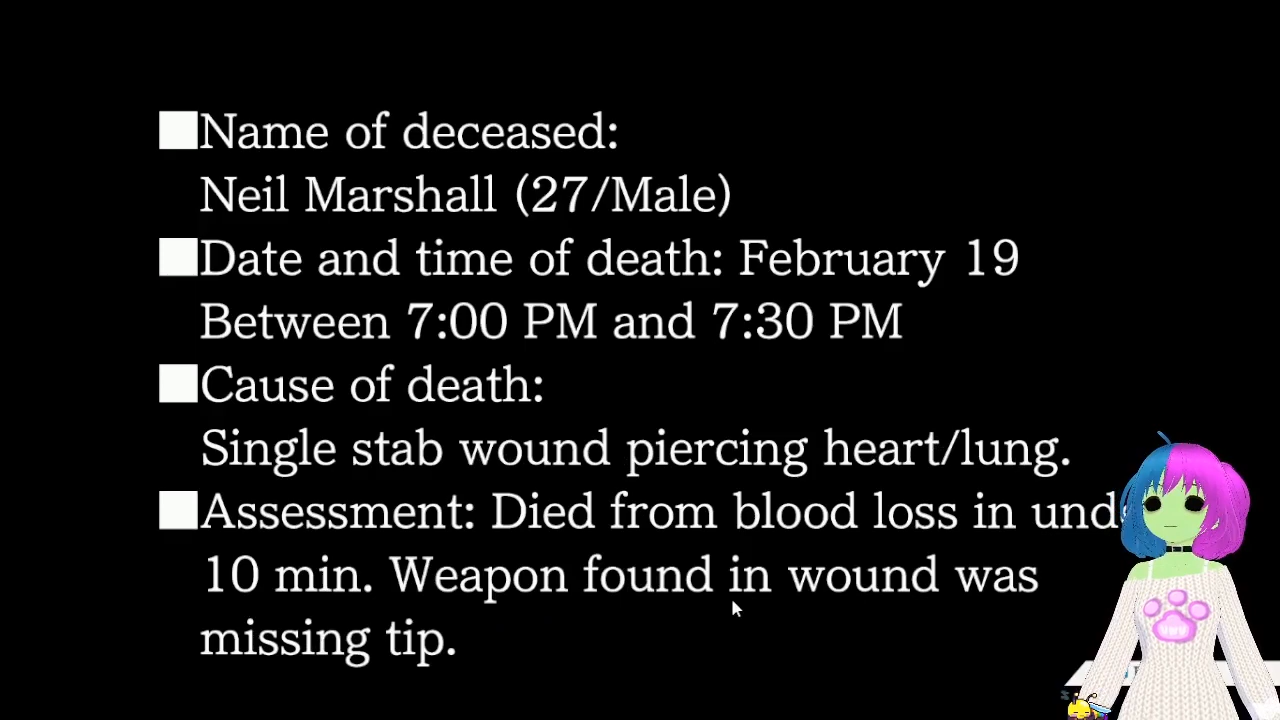 ■Name of deceased:
Neil Marshall (27/Male)
■Date and time of death: February 19
Between 7:00 PM and 7:30 PM
■Cause of death:
Single stab wound piercing heart/lung.
■Assessment: Died from blood loss in
10 min. Weapon found in wound was
missing tip.